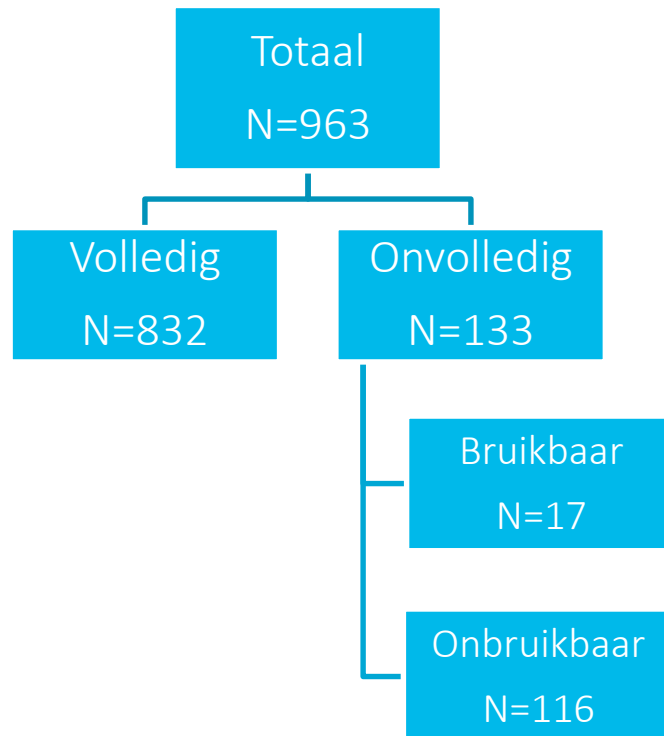 Totaal
N=963
Volledig
N=832
Onvolledig
N=133
Bruikbaar
N=17
Onbruikbaar
N=116